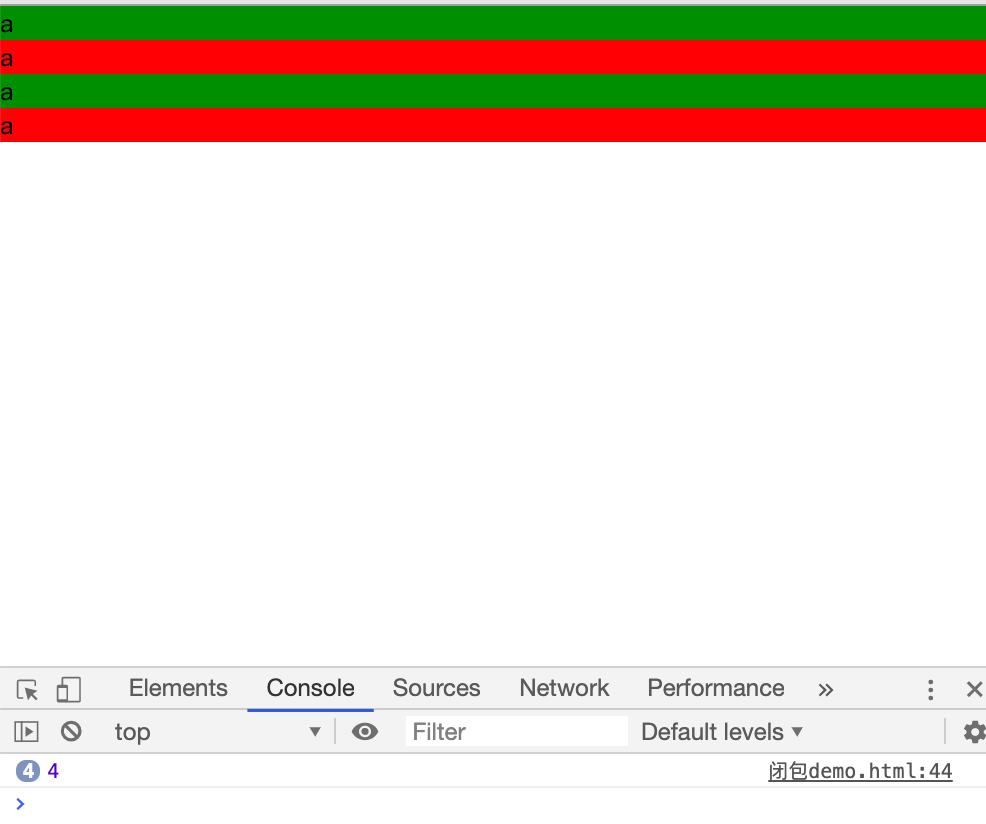 a
a
a
a
Elements Console Sources Network Performance »
top Filter Default levels
4 4 闭包demo.html:44